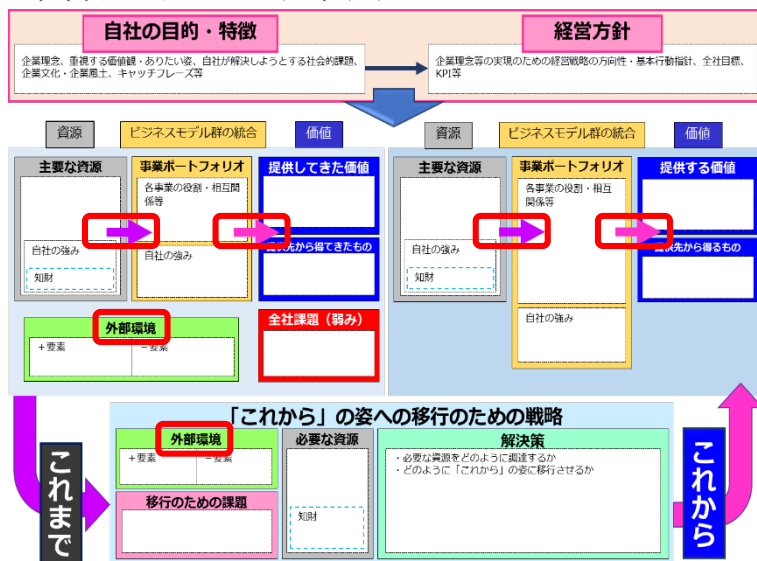 自社の目的・特徴
企業理念、重視する価値観・ありたい姿、自社が解決しようとする社会的課題、
企業文化・企業風土、キャッチフレーズ等
経営方針
企業理念等の実現のための経営戦略の方向性・基本行動指針、全社目標、
KPI等
資源
ビジネスモデル群の統合
価値
主要な資源
自社の強み
知財
事業ポートフォリオ
各事業の役割・相互関
係等
自社の強み
提供してきた価値
先から得てきたもの
外部環境
+要素
-要素
全社課題(弱み)
資源
ビジネスモデル群の統合
価値
主要な資源
自社の強み
知財
事業ポートフォリオ
各事業の役割・相互
関係等
自社の強み
提供する価値
先から得るもの
これまで
「これから」の姿への移行のための戦略
外部環境
+要素
-要素
移行のための課題
必要な資源
知財
解決策
・必要な資源をどのように調達するか
・どのように「これから」の姿に移行させるか
これから